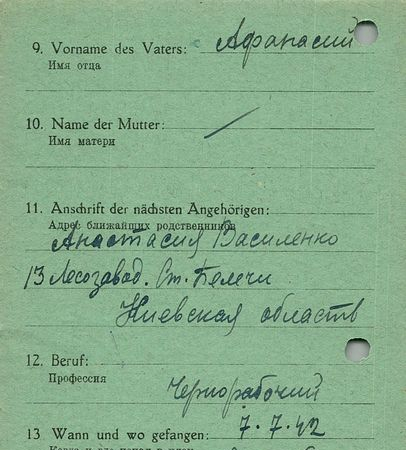 9. Vorname des Vaters: Афанасий
Имя отца
10. Name der Mutter: /
Имя матери
11. Anschrift der nächsten Angehörigen:
Адрес ближайших родственников
Анастасия Василенко
13 Лесозавод. Ст. Белечи
Киевская область
12. Beruf:
Профессия
Чернорабочий
13 Wann und wo gefangen: 7.7.42